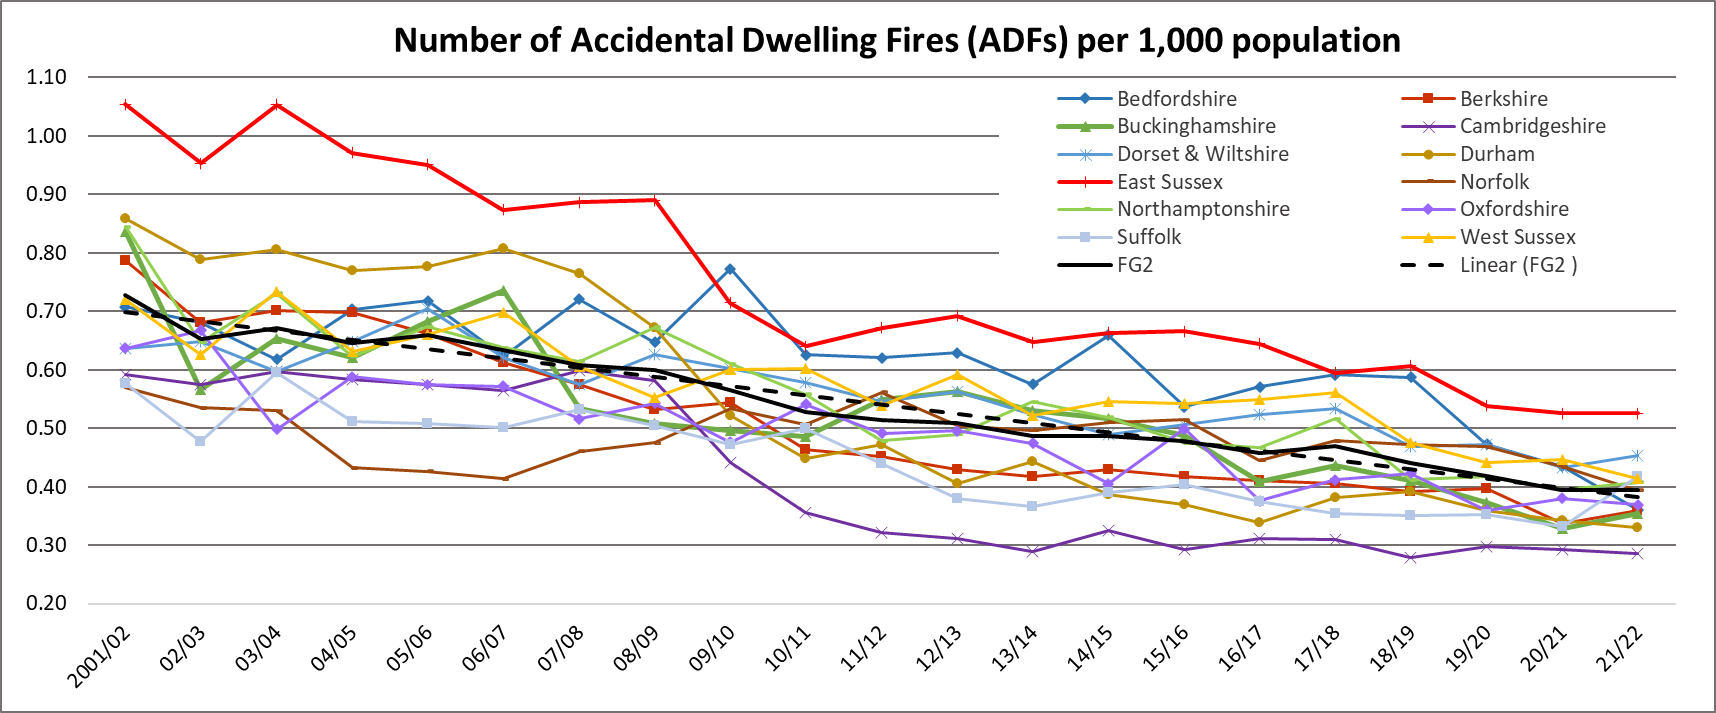 Number of Accidental Dwelling Fires (ADFs) per 1,000 population
1.10
1.00
0.90
0.80
0.70
0.60
0.50
0.40
0.30
0.20
Bedfordshire Berkshire
Buckinghamshire Cambridgeshire
Dorset & Wiltshire Durham
East Sussex Norfolk
Northamptonshire Oxfordshire
Suffolk West Sussex
FG2 Linear (FG2 )
2001/02 02/03 03/04 04/05 05/06 06/07 07/08 08/09 09/10 10/11 11/12 12/13 13/14 14/15 15/16 16/17 17/18 18/19 19/20 20/21 21/22